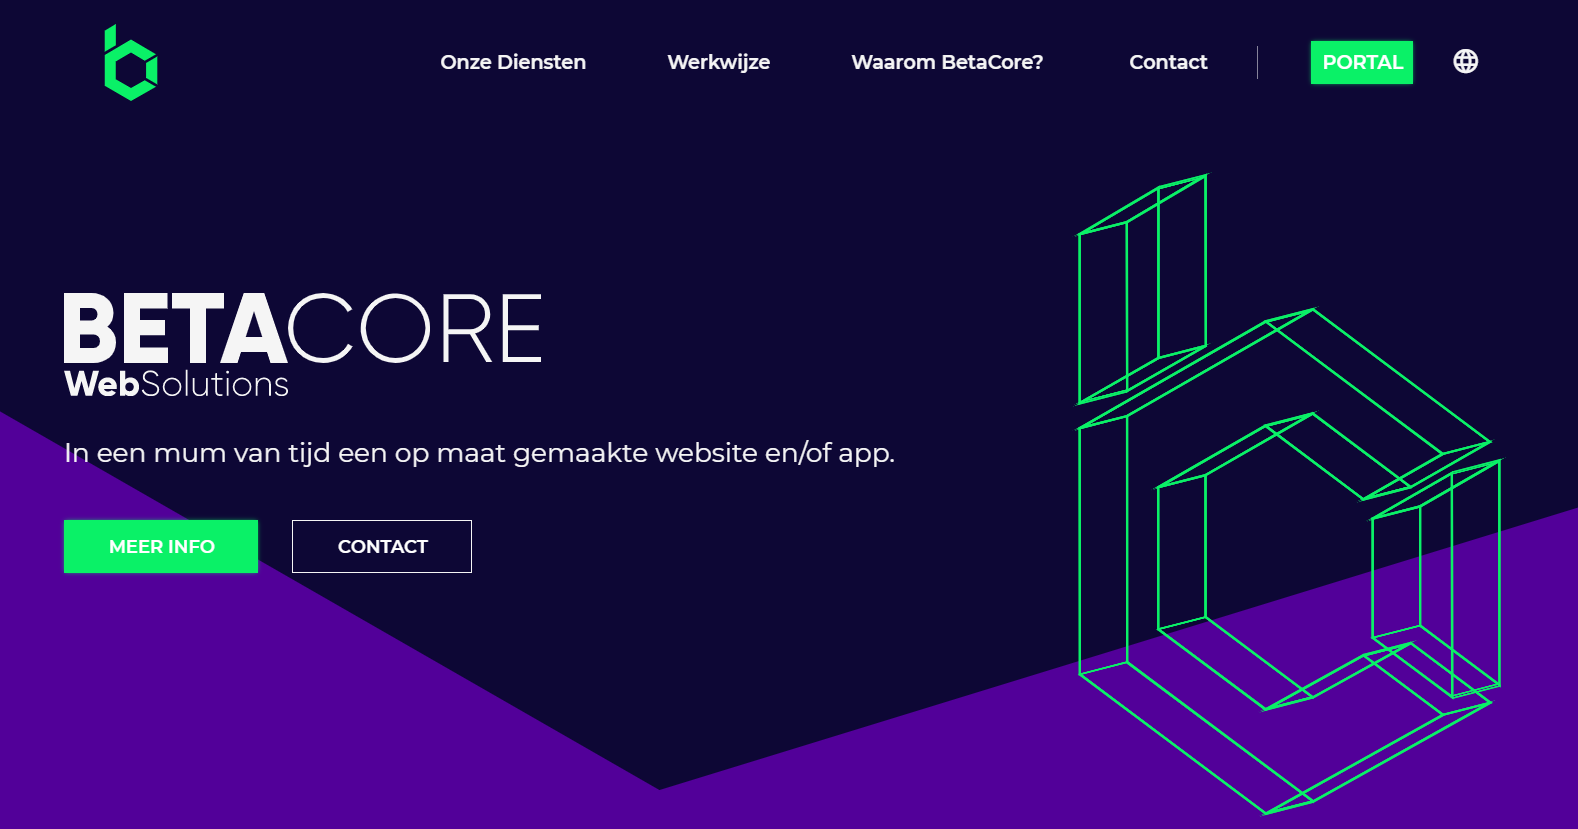 Onze Diensten Werkwijze Waarom BetaCore? Contact PORTAL
BETACORE
WebSolutions
In een mum van tijd een op maat gemaakte website en/of app.
MEER INFO CONTACT